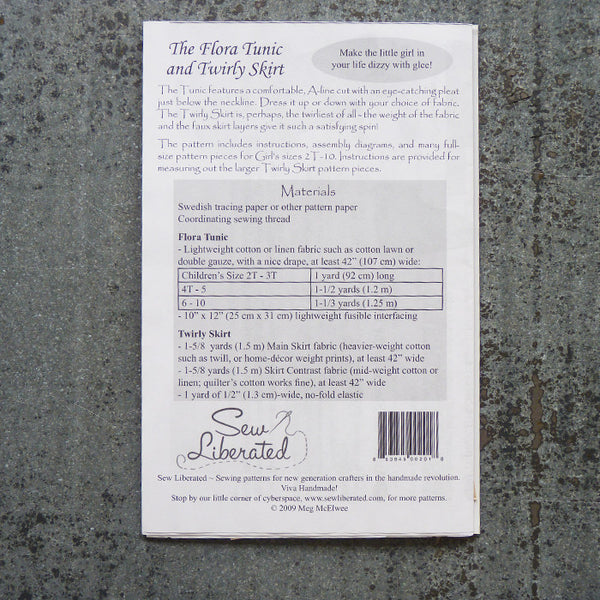 The Flora Tunic
and Twirly Skirt
Make the little girl in
your life dizzy with glee!
The Tunic features a comfortable, A-line cut with an eye-catching pleat
just below the neckline. Dress it up or down with your choice of fabric.
The Twirly Skirt is, perhaps, the twirliest of all - the weight of the fabric
and the faux skirt layers give it such a satisfying spin!
The pattern includes instructions, assembly diagrams, and many full-
size pattern pieces for Girl's sizes 2T-10. Instructions are provided for
measuring out the larger Twirly Skirt pattern pieces.
Materials
Swedish tracing paper or other pattern paper
Coordinating sewing thread
Flora Tunic
- Lightweight cotton or linen fabric such as cotton lawn or
double gauze, with a nice drape, at least 42" (107 cm) wide:
Children's Size 2T - 3T 1 yard (92 cm) long
4T - 5 1-1/2 yards (1.2 m)
6 - 10 1-1/3 yards (1.25 m)
- 10" x 12" (25 cm x 31 cm) lightweight fusible interfacing
Twirly Skirt
- 1-5/8 yards (1.5 m) Main Skirt fabric (heavier-weight cotton
such as twill, or home-décor weight prints), at least 42" wide
- 1-5/8 yards (1.5 m) Skirt Contrast fabric (mid-weight cotton or
linen; quilter's cotton works fine), at least 42" wide
- 1 yard of 1/2" (1.3 cm)-wide, no-fold elastic
Sew
Liberated
Sew Liberated ~ Sewing patterns for new generation crafters in the handmade revolution.
Viva Handmade!
Stop by our little corner of cyberspace, www.sewliberated.com, for more patterns.
© 2009 Meg McElwee